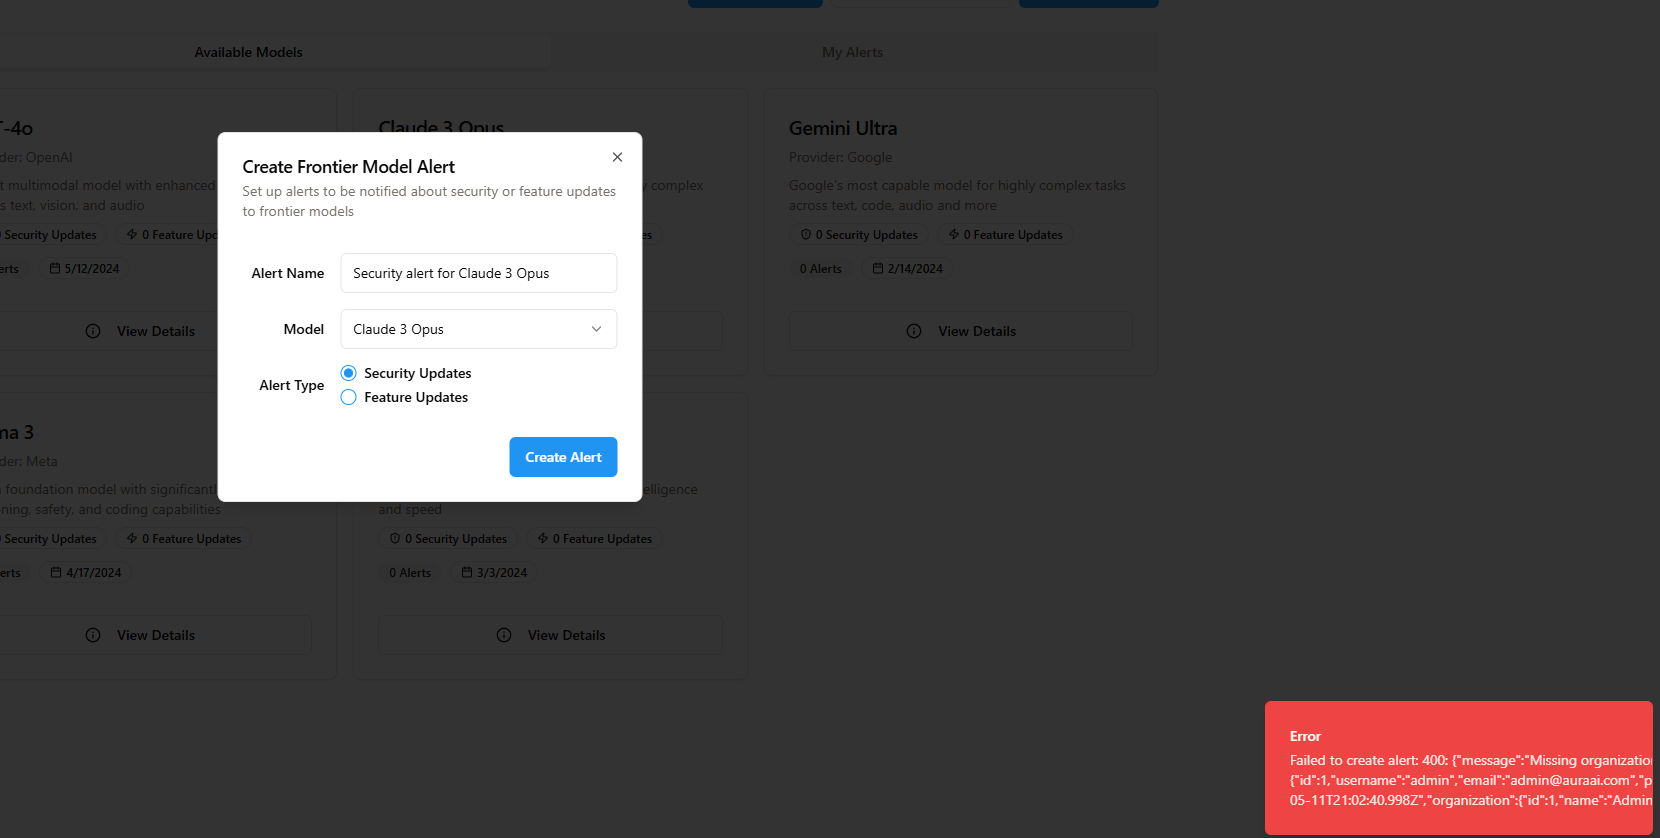 Available Models
My Alerts
T-4o
Claude 3 Opus
Gemini Ultra
der: OpenAI
Provider: Google
t multimodal model with enhanced
y complex
Google's most capable model for highly complex tasks
s text, vision, and audio
across text, code, audio and more
0 Security Updates
0 Feature Upd
es
0 Security Updates
0 Feature Updates
erts
5/12/2024
0 Alerts
2/14/2024
View Details
View Details
Create Frontier Model Alert
Set up alerts to be notified about security or feature updates
to frontier models
Alert Name
Security alert for Claude 3 Opus
Model
Claude 3 Opus
Alert Type
Security Updates
Feature Updates
Create Alert
ma 3
der: Meta
foundation model with significantl
elligence
ning, safety, and coding capabilities
and speed
0 Security Updates
0 Feature Updates
0 Security Updates
0 Feature Updates
erts
4/17/2024
0 Alerts
3/3/2024
View Details
View Details
Error
Failed to create alert: 400: {"message":"Missing organizatio
{"id":1,"username":"admin","email":"admin@auraai.com","p
05-11T21:02:40.998Z","organization":{"id":1,"name":"Admin